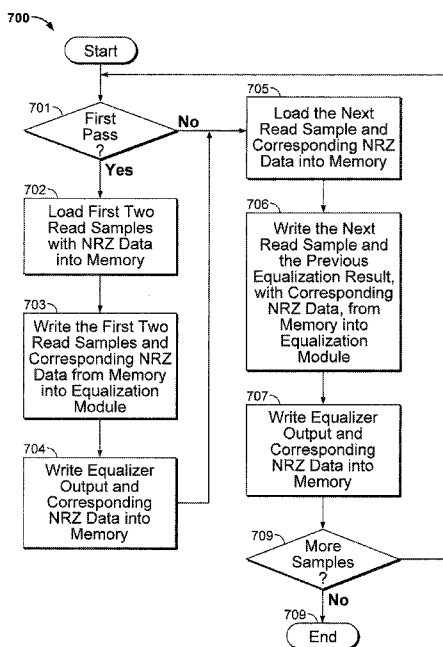 700
Start
701
First
Pass
?
No
Yes
702
Load First Two
Read Samples
with NRZ Data
into Memory
703
Write the First Two
Read Samples and
Corresponding NRZ
Data from Memory
into Equalization
Module
704
Write Equalizer
Output and
Corresponding
NRZ Data into
Memory
705
Load the Next
Read Sample and
Corresponding NRZ
Data into Memory
706
Write the Next
Read Sample and
the Previous
Equalization Result,
with Corresponding
NRZ Data, from
Memory into
Equalization
Module
707
Write Equalizer
Output and
Corresponding
NRZ Data into
Memory
709
More
Samples
?
No
709
End